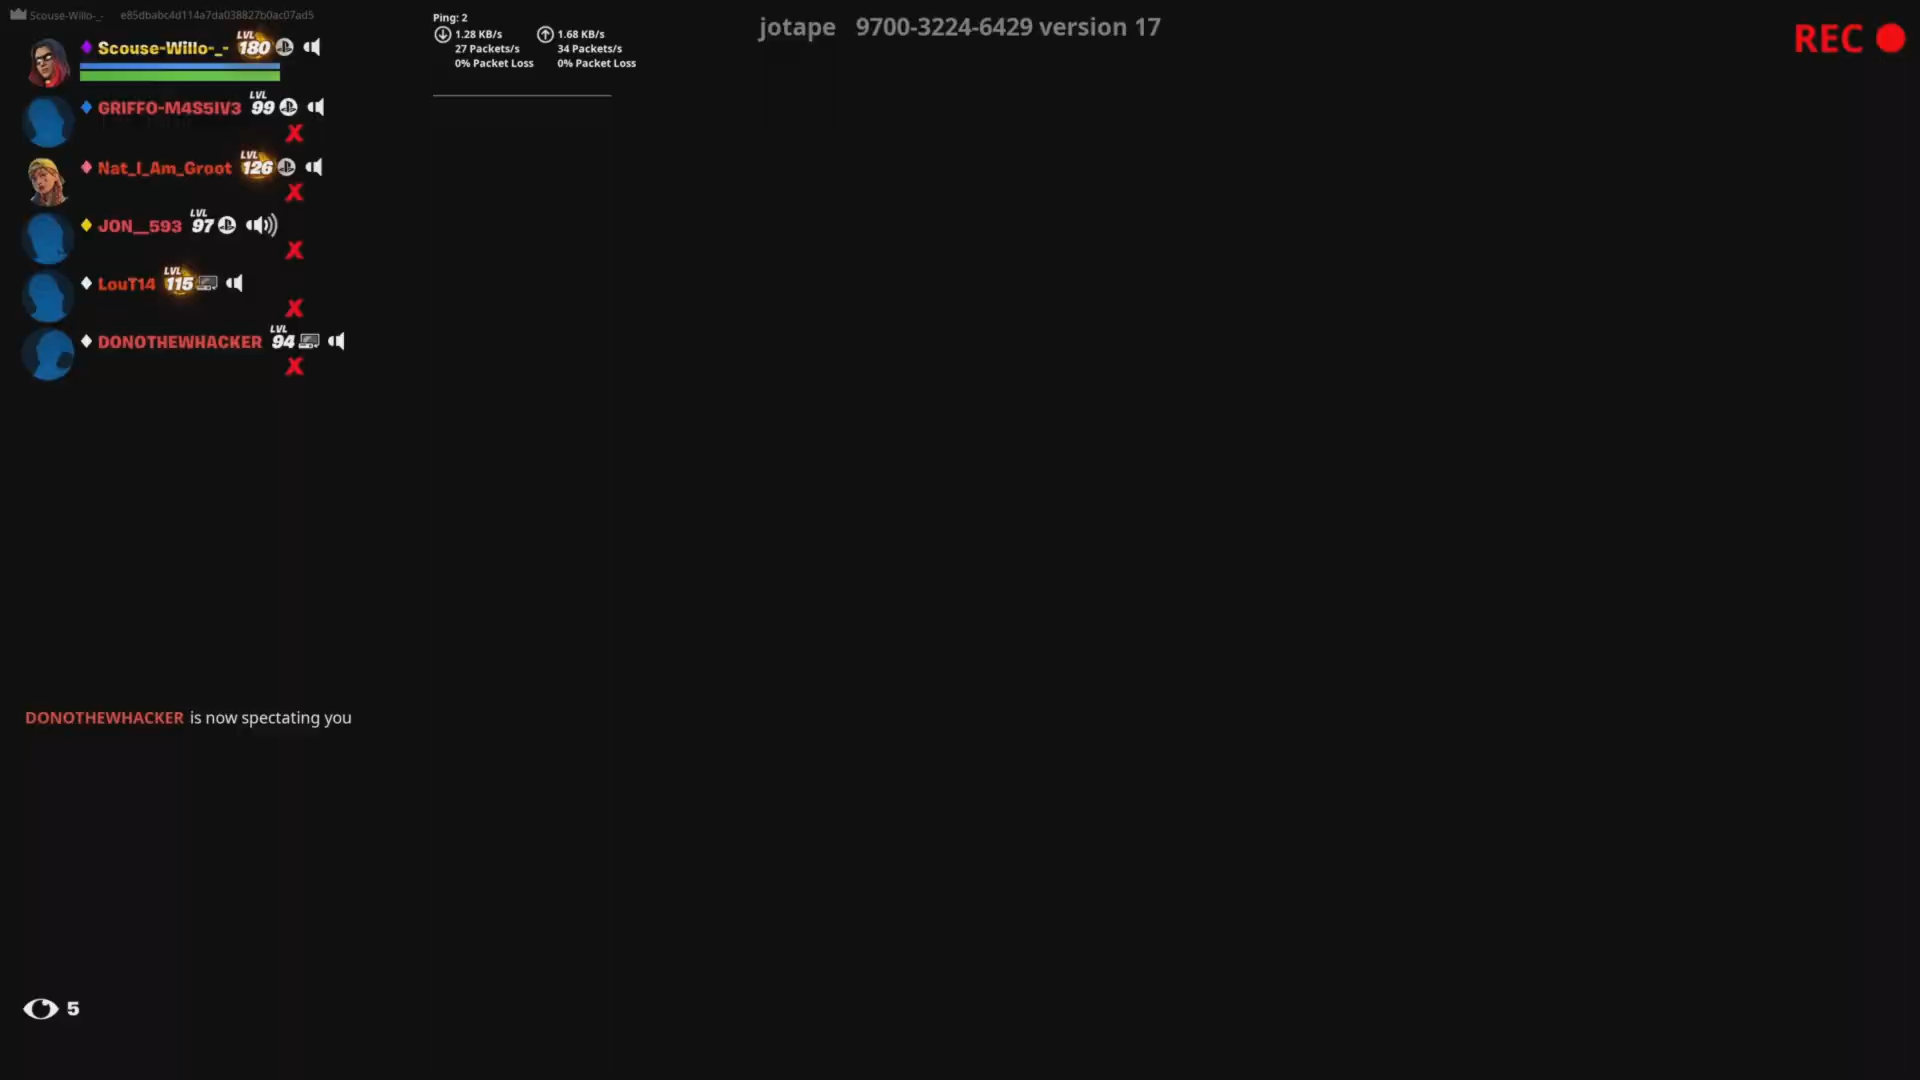 Scouse-Willo-_- e85dbabc4d114a7da038827b0ac07ad5
Scouse-Willo-_- LVL 180
GRIFFO-M4S5IV3 LVL 99
X
Nat_I_Am_Groot LVL 126
X
JON__593 LVL 97
X
LouT14 LVL 115
X
DONOTHEWHACKER LVL 94
X
Ping: 2
1.28 KB/s 1.68 KB/s
27 Packets/s 34 Packets/s
0% Packet Loss 0% Packet Loss
jotape 9700-3224-6429 version 17
REC
DONOTHEWHACKER is now spectating you
5